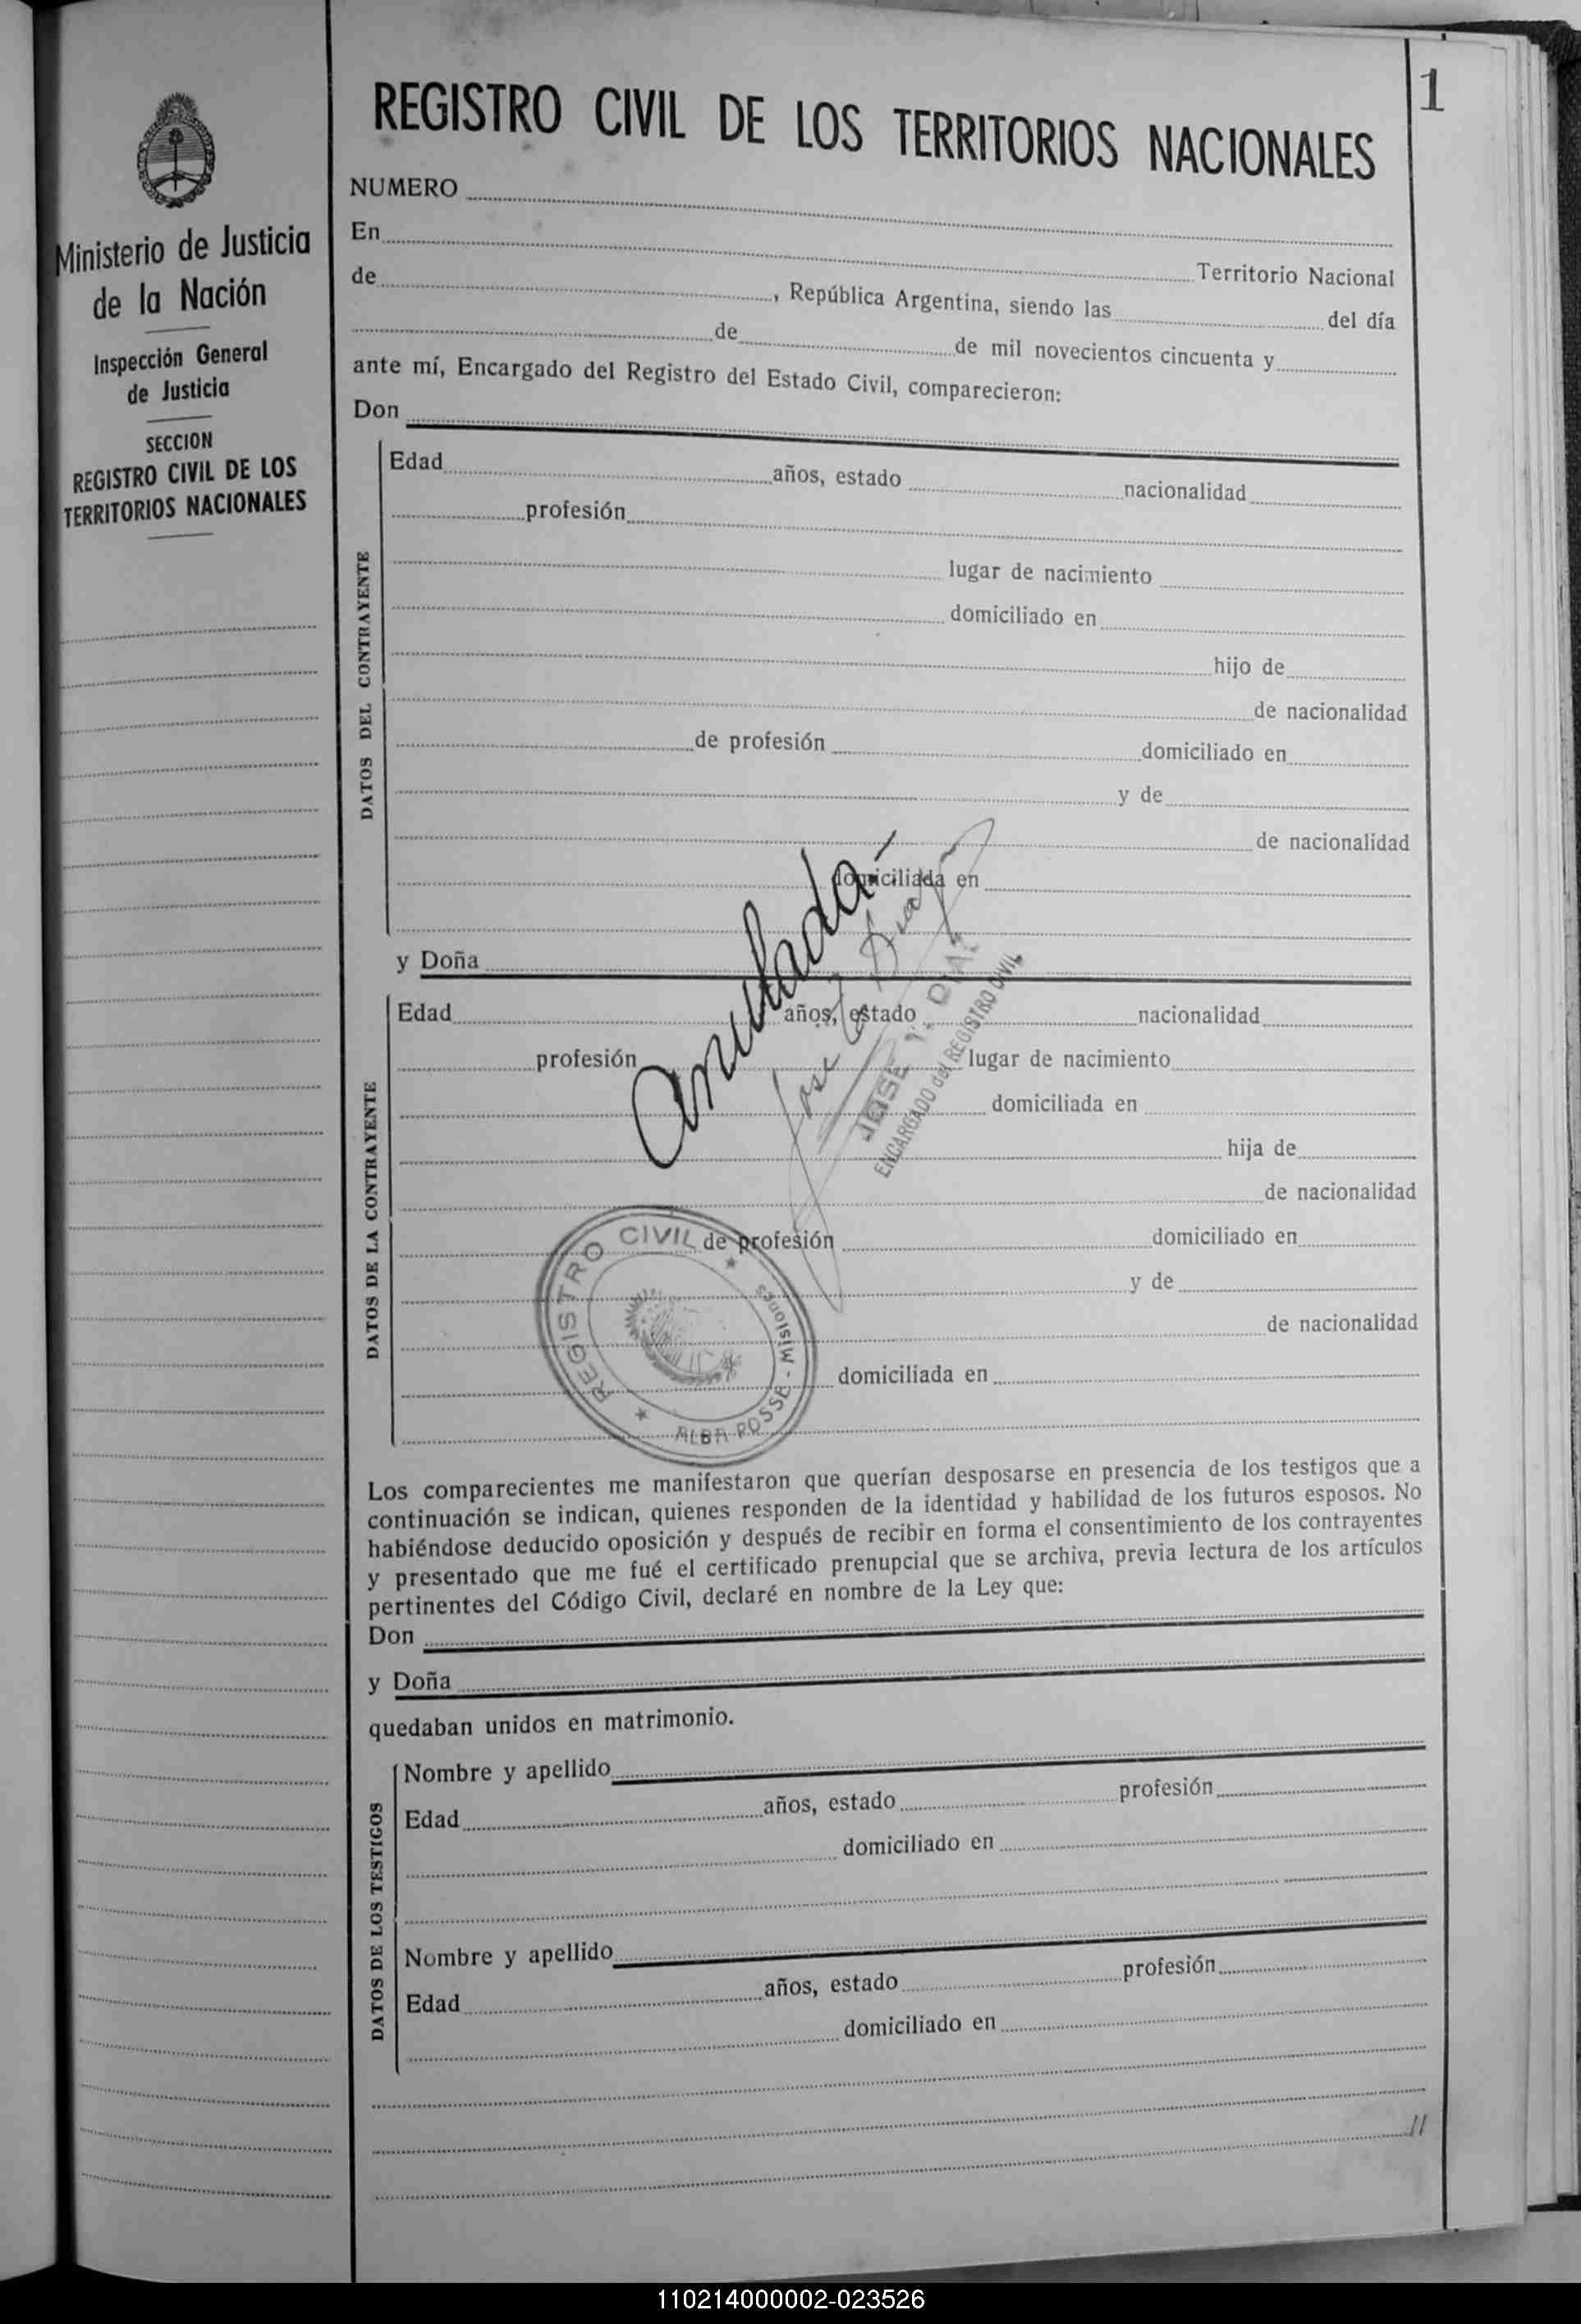 1
Ministerio de Justicia
de la Nación
Inspección General
de Justicia
SECCION
REGISTRO CIVIL DE LOS
TERRITORIOS NACIONALES
REGISTRO CIVIL DE LOS TERRITORIOS NACIONALES
NUMERO
En Territorio Nacional
de , República Argentina, siendo las del día
de de mil novecientos cincuenta y
ante mí, Encargado del Registro del Estado Civil, comparecieron:
Don
DATOS DEL CONTRAYENTE
Edad años, estado nacionalidad
profesión
lugar de nacimiento
domiciliado en
hijo de
de nacionalidad
de profesión domiciliado en
y de
de nacionalidad
domiciliada en
y Doña
DATOS DE LA CONTRAYENTE
Edad años, estado nacionalidad
profesión lugar de nacimiento
domiciliada en
hija de
de nacionalidad
de profesión domiciliado en
y de
de nacionalidad
domiciliada en
Anulada.-
JOSE DIAZ
ENCARGADO del REGISTRO CIVIL
REGISTRO CIVIL
ALBA POSSE - Misiones
Los comparecientes me manifestaron que querían desposarse en presencia de los testigos que a
continuación se indican, quienes responden de la identidad y habilidad de los futuros esposos. No
habiéndose deducido oposición y después de recibir en forma el consentimiento de los contrayentes
y presentado que me fué el certificado prenupcial que se archiva, previa lectura de los artículos
pertinentes del Código Civil, declaré en nombre de la Ley que:
Don
y Doña
quedaban unidos en matrimonio.
DATOS DE LOS TESTIGOS
Nombre y apellido
Edad años, estado profesión
domiciliado en
Nombre y apellido
Edad años, estado profesión
domiciliado en
//
110214000002-023526